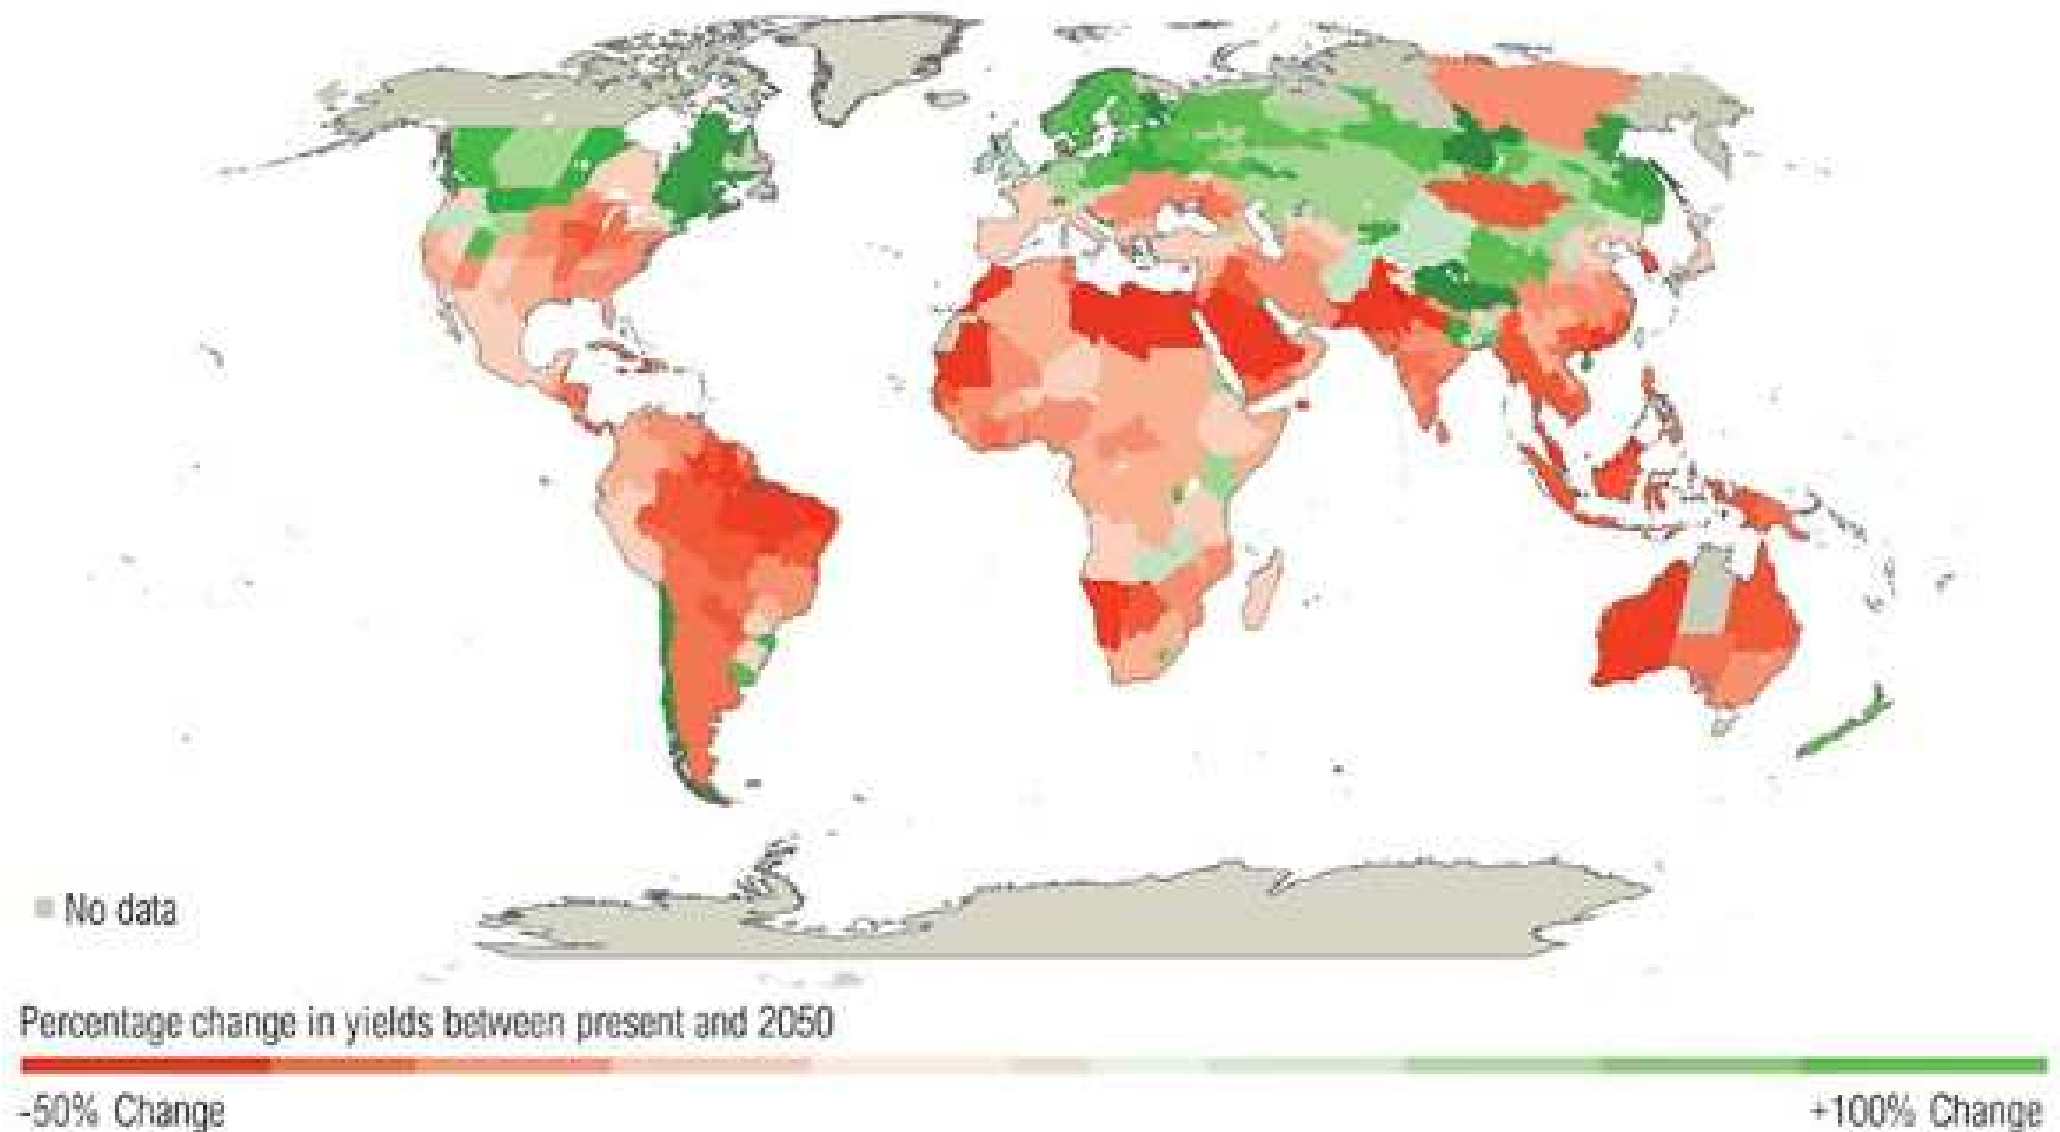 No data
Percentage change in yields between present and 2050
-50% Change
+100% Change